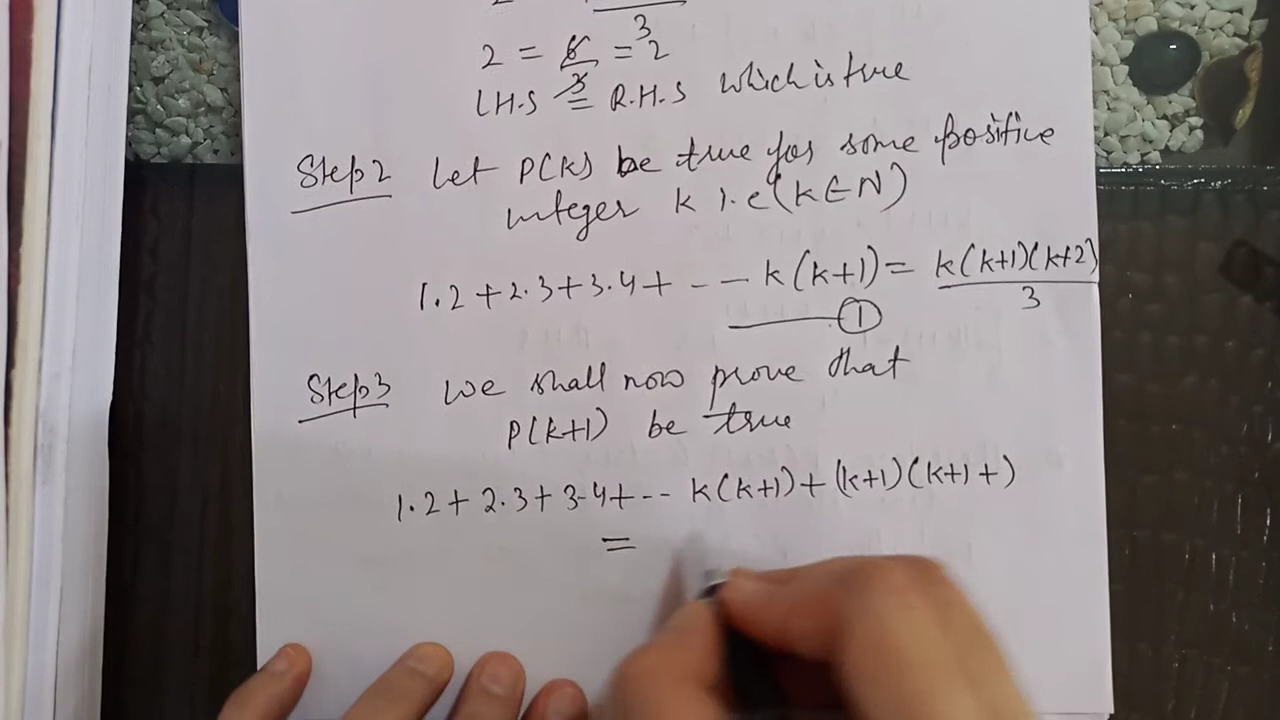 3
2 = 6/3 = 2
LH.S = R.H.S which is true
Step 2 Let P(K) be true for some positive
integer k i.e (k∈N)
1.2 + 2.3 + 3.4 + - -- k(k+1) = k(k+1)(k+2)/3
①
Step 3 We shall now prove that
P(k+1) be true
1.2 + 2.3 + 3.4 + -- k(k+1) + (k+1)(k+1+)
=